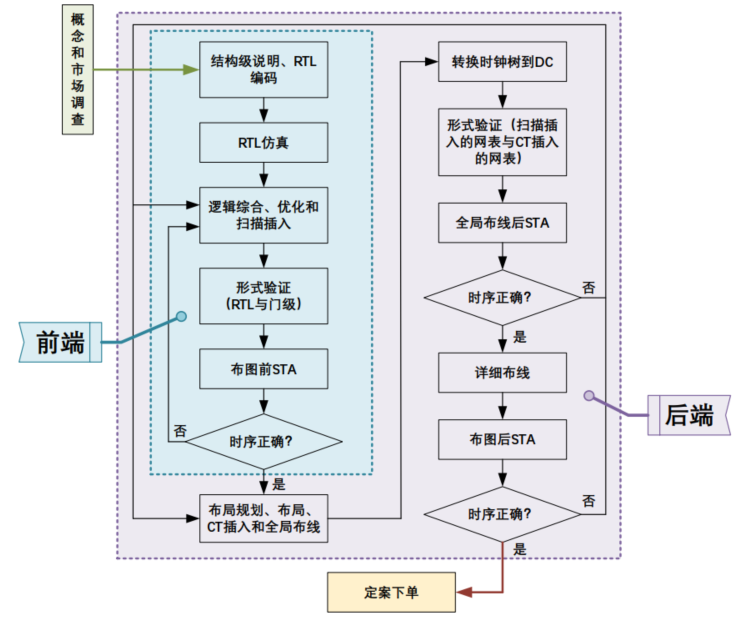 概
念
和
市
场
调
查
结构级说明、RTL
编码
RTL仿真
逻辑综合、优化和
扫描插入
形式验证
（RTL与门级）
布图前STA
时序正确？
否
是
布局规划、布局、
CT插入和全局布线
前端
转换时钟树到DC
形式验证（扫描插
入的网表与CT插入
的网表）
全局布线后STA
时序正确？
否
是
详细布线
布图后STA
时序正确？
否
是
后端
定案下单